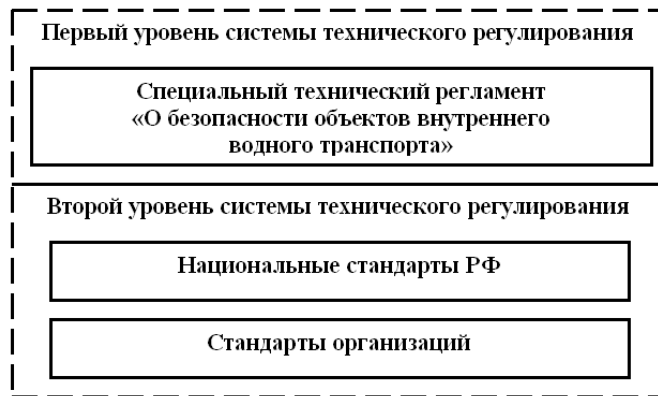 Первый уровень системы технического регулирования
Специальный технический регламент
«О безопасности объектов внутреннего
водного транспорта»
Второй уровень системы технического регулирования
Национальные стандарты РФ
Стандарты организаций